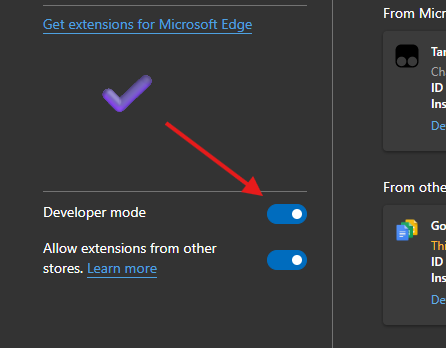 Get extensions for Microsoft Edge
Developer mode
Allow extensions from other
stores. Learn more
From Micr
Tar
Ch
ID
Ins
De
From othe
Go
Thi
ID
Ins
De